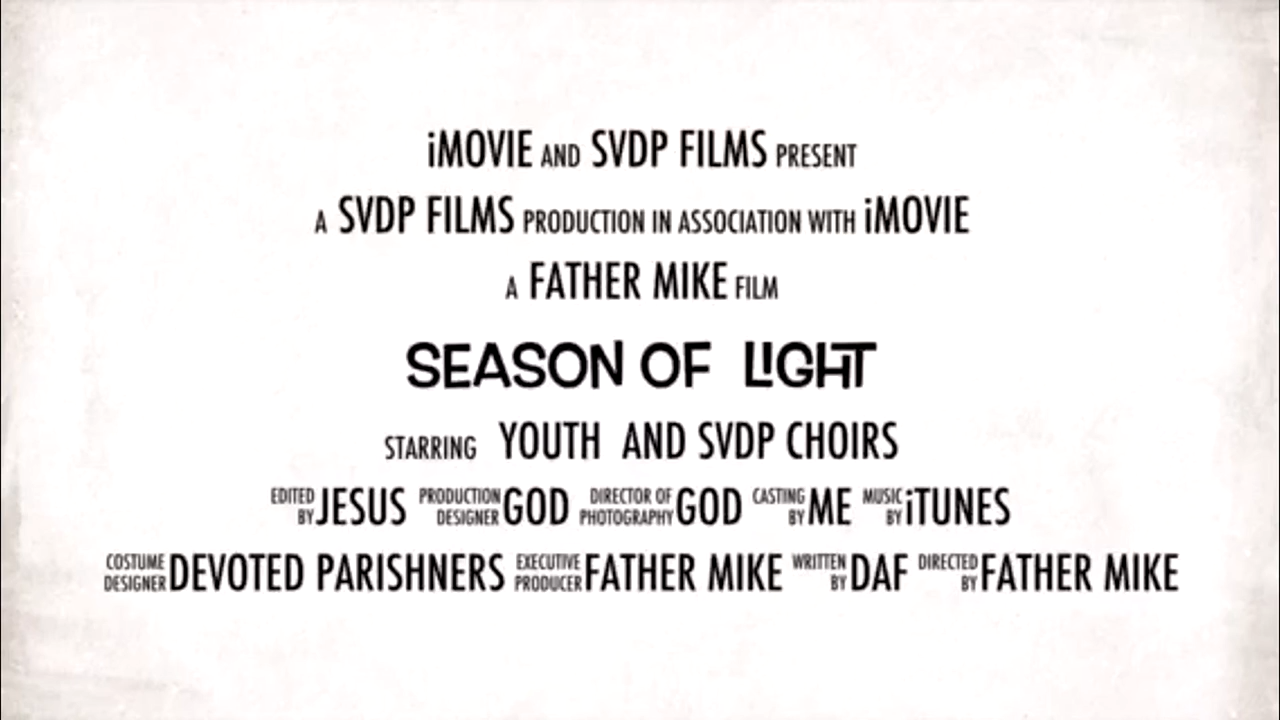 iMOVIE AND SVDP FILMS PRESENT
A SVDP FILMS PRODUCTION IN ASSOCIATION WITH iMOVIE
A FATHER MIKE FILM
SEASON OF LIGHT
STARRING YOUTH AND SVDP CHOIRS
EDITED BY JESUS PRODUCTION DESIGNER GOD DIRECTOR OF PHOTOGRAPHY GOD CASTING BY ME MUSIC BY iTUNES
COSTUME DESIGNER DEVOTED PARISHNERS EXECUTIVE PRODUCER FATHER MIKE WRITTEN BY DAF DIRECTED BY FATHER MIKE